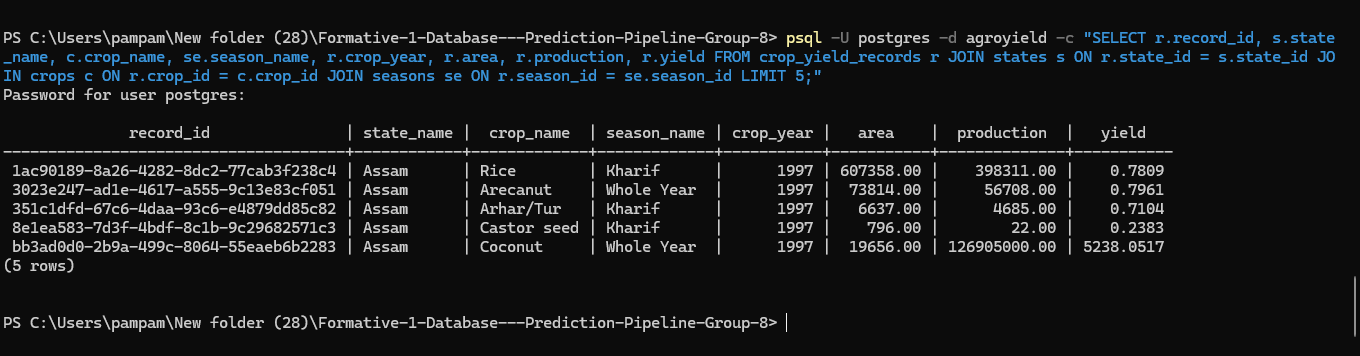 PS C:\Users\pampam\New folder (28)\Formative-1-Database---Prediction-Pipeline-Group-8> psql -U postgres -d agroyield -c "SELECT r.record_id, s.state
_name, c.crop_name, se.season_name, r.crop_year, r.area, r.production, r.yield FROM crop_yield_records r JOIN states s ON r.state_id = s.state_id JO
IN crops c ON r.crop_id = c.crop_id JOIN seasons se ON r.season_id = se.season_id LIMIT 5;"
Password for user postgres:
              record_id               | state_name |  crop_name  | season_name | crop_year |   area    |  production  |   yield
--------------------------------------+------------+-------------+-------------+-----------+-----------+--------------+-----------
 1ac90189-8a26-4282-8dc2-77cab3f238c4 | Assam      | Rice        | Kharif      |      1997 | 607358.00 |    398311.00 |    0.7809
 3023e247-ad1e-4617-a555-9c13e83cf051 | Assam      | Arecanut    | Whole Year  |      1997 |  73814.00 |     56708.00 |    0.7961
 351c1dfd-67c6-4daa-93c6-e4879dd85c82 | Assam      | Arhar/Tur   | Kharif      |      1997 |   6637.00 |      4685.00 |    0.7104
 8e1ea583-7d3f-4bdf-8c1b-9c29682571c3 | Assam      | Castor seed | Kharif      |      1997 |    796.00 |        22.00 |    0.2383
 bb3ad0d0-2b9a-499c-8064-55eaeb6b2283 | Assam      | Coconut     | Whole Year  |      1997 |  19656.00 | 126905000.00 | 5238.0517
(5 rows)
PS C:\Users\pampam\New folder (28)\Formative-1-Database---Prediction-Pipeline-Group-8>